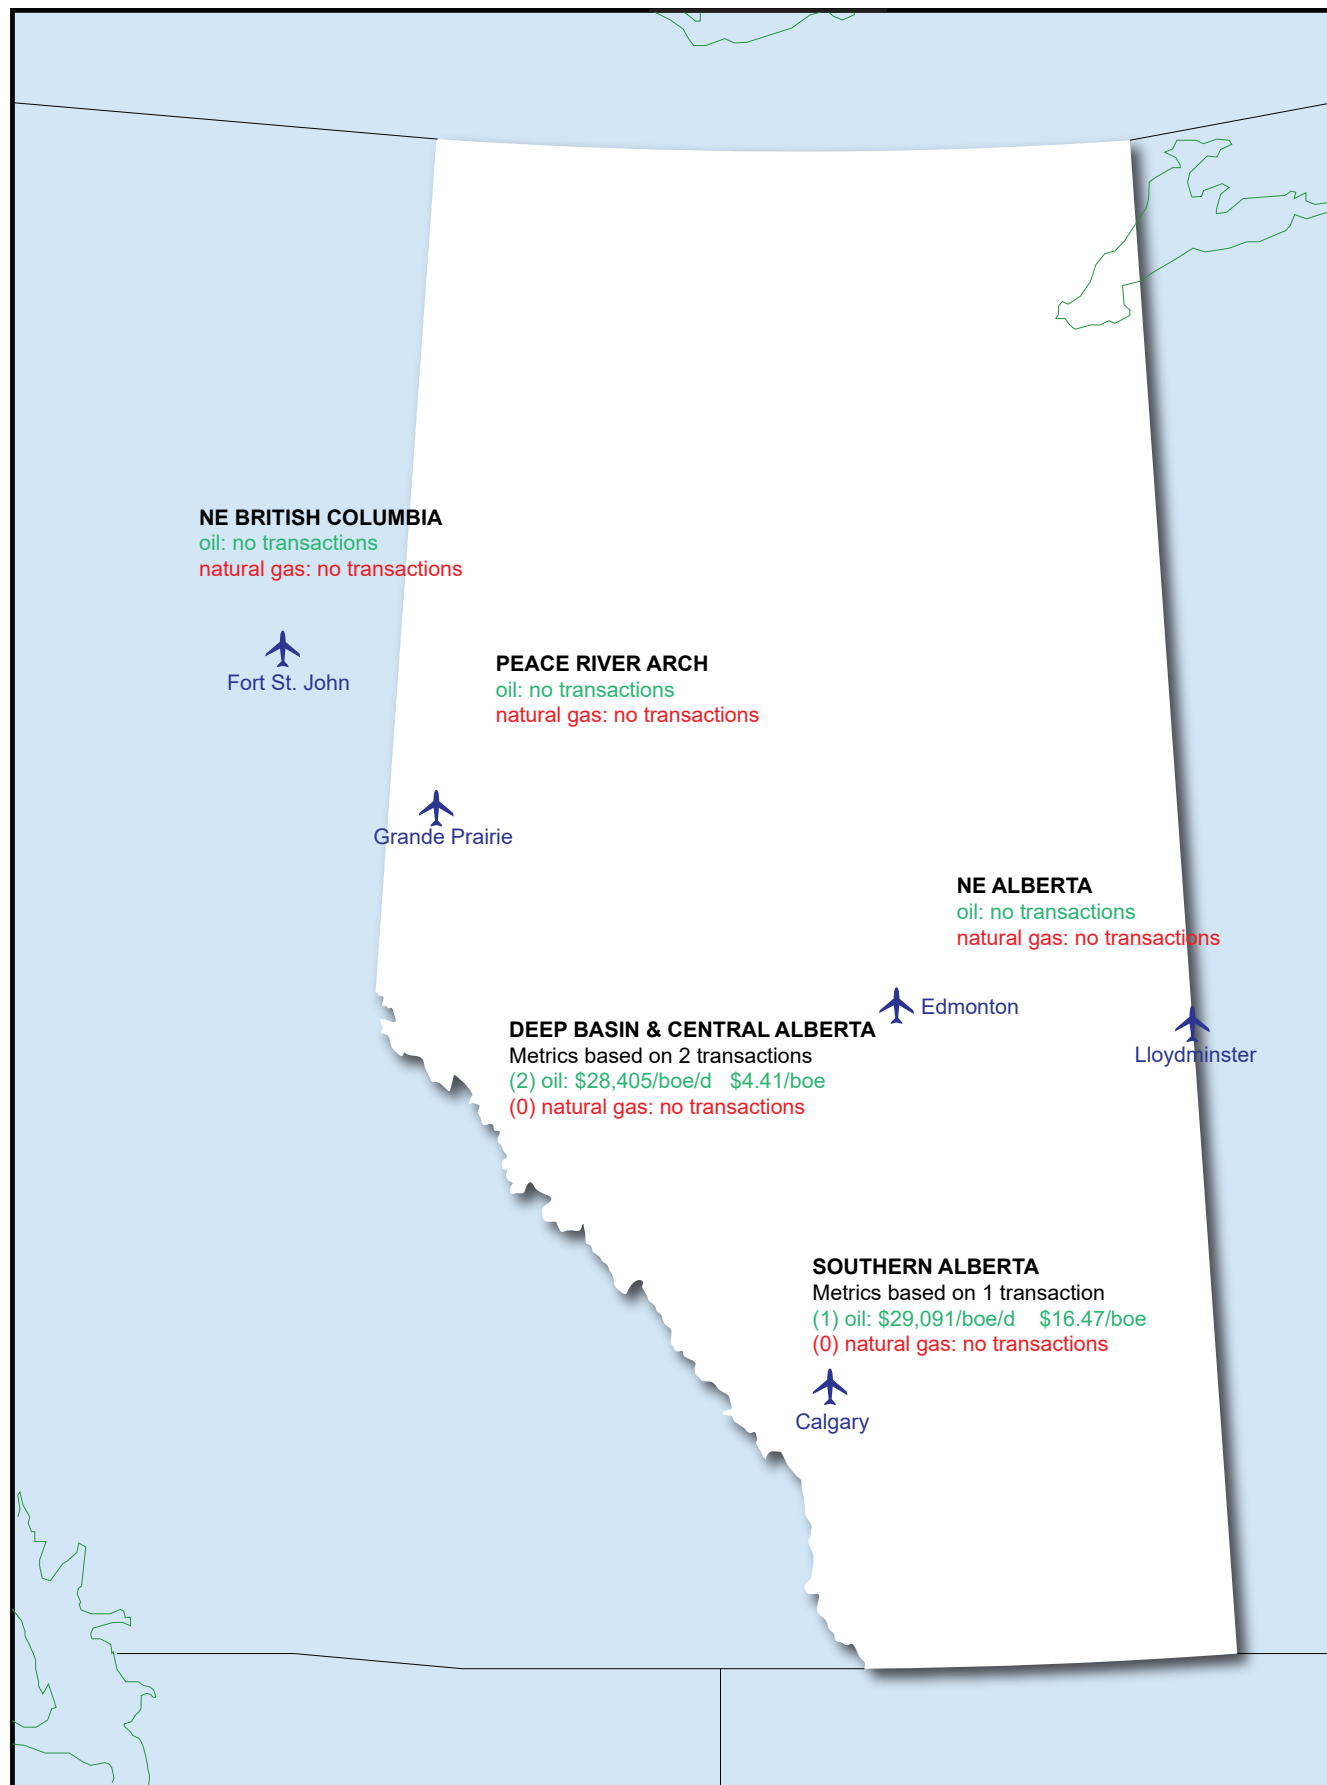 NE BRITISH COLUMBIA
oil: no transactions
natural gas: no transactions
Fort St. John
PEACE RIVER ARCH
oil: no transactions
natural gas: no transactions
Grande Prairie
NE ALBERTA
oil: no transactions
natural gas: no transactions
Edmonton
Lloydminster
DEEP BASIN & CENTRAL ALBERTA
Metrics based on 2 transactions
(2) oil: $28,405/boe/d $4.41/boe
(0) natural gas: no transactions
SOUTHERN ALBERTA
Metrics based on 1 transaction
(1) oil: $29,091/boe/d $16.47/boe
(0) natural gas: no transactions
Calgary